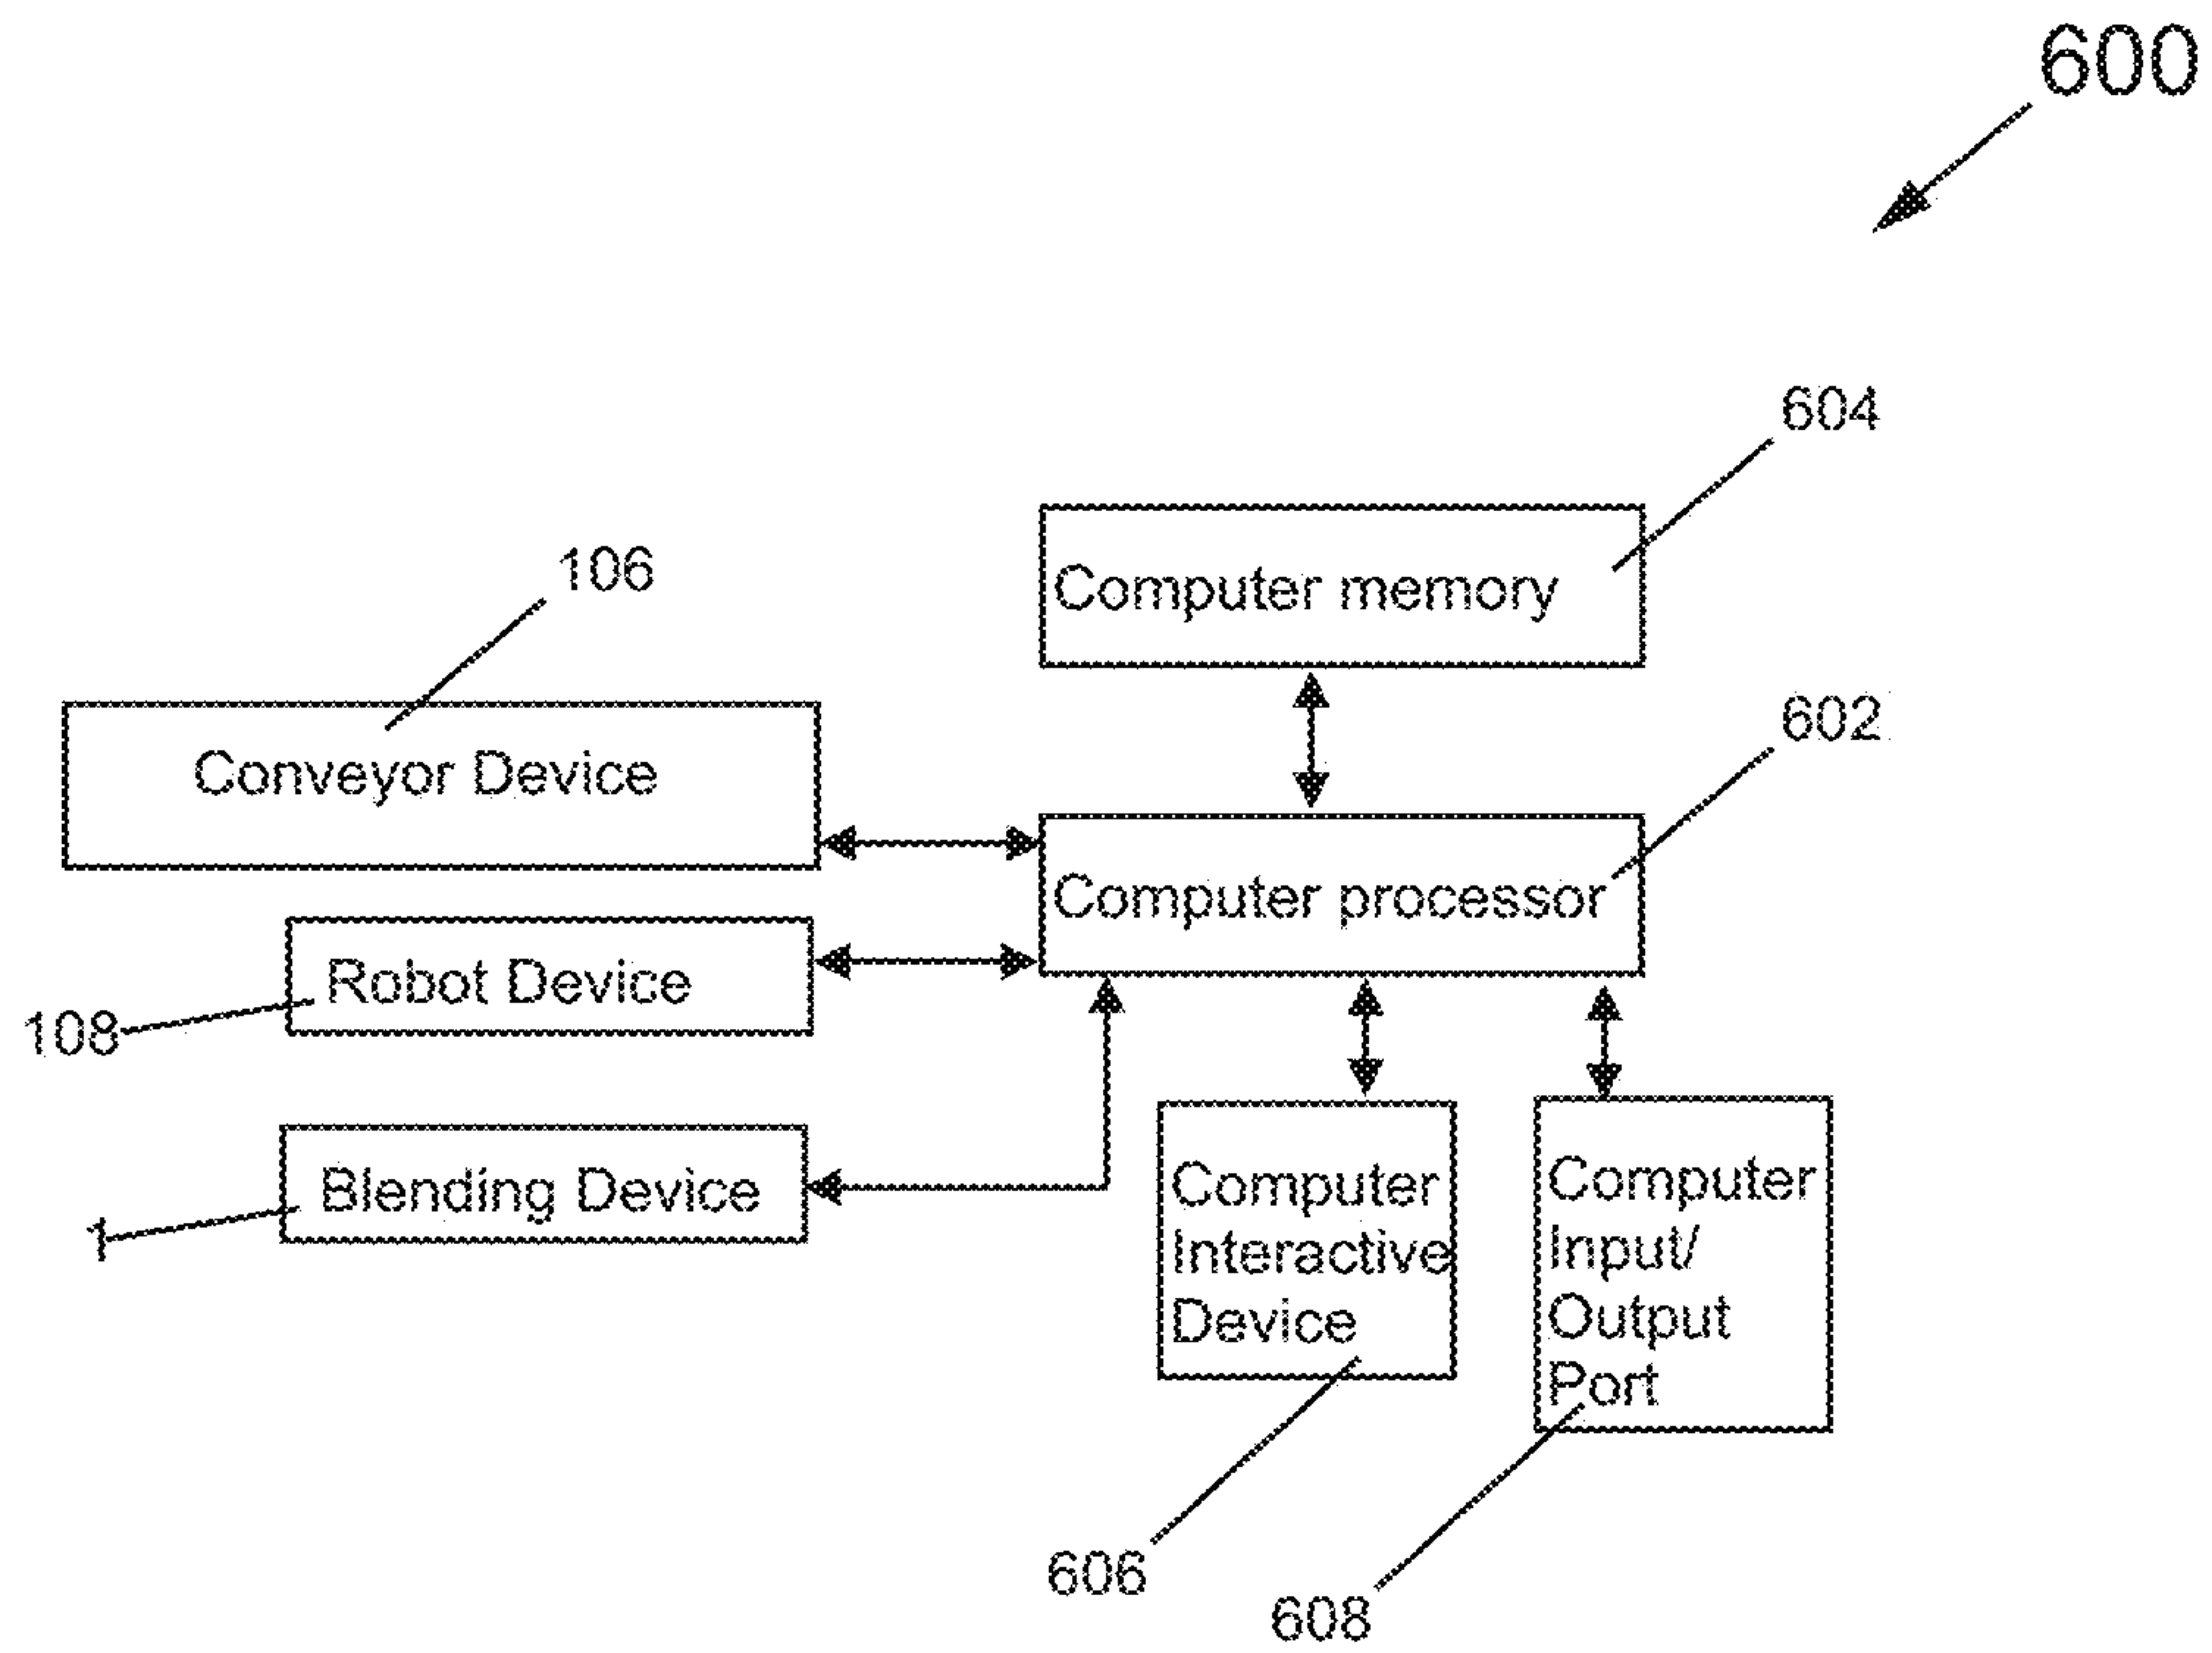 600
604
Computer memory
106
602
Conveyor Device
Computer processor
Robot Device
108
Blending Device
1
Computer
Interactive
Device
Computer
Input/
Output
Port
606
608